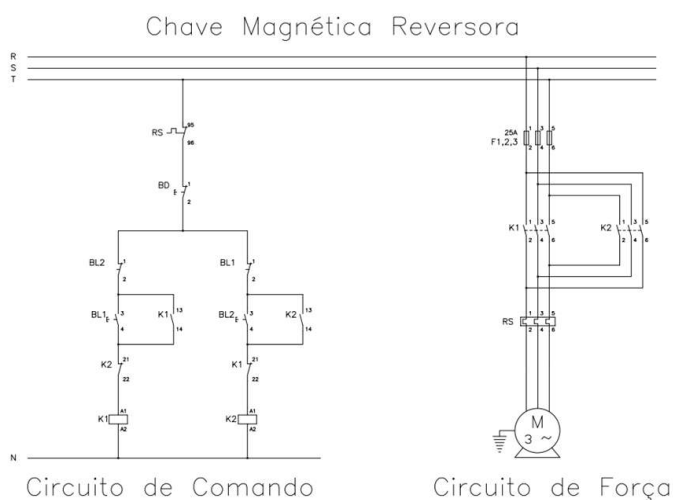 Chave Magnética Reversora
R
S
T
RS 95 96
BD 1 2
BL2 1 2
BL1 1 2
BL1 3 4
K1 13 14
BL2 3 4
K2 13 14
K2 21 22
K1 21 22
K1 A1 A2
K2 A1 A2
N
25A
F1,2,3
1 3 5
2 4 6
K1 1 3 5
2 4 6
K2 1 3 5
2 4 6
RS 1 3 5
2 4 6
M
3 ~
Circuito de Comando
Circuito de Força